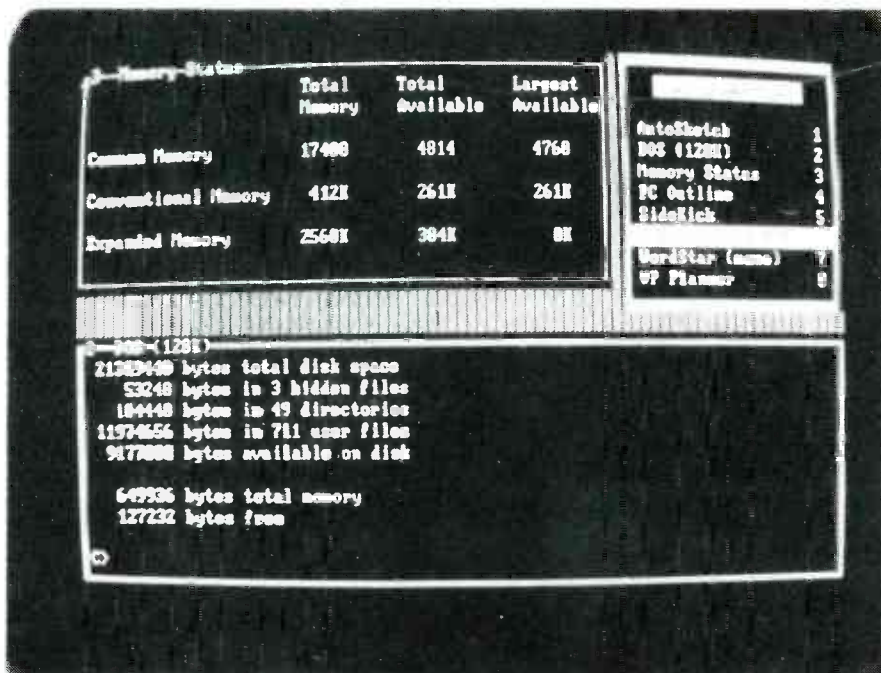 3-Memory-Status
Total Total Largest
Memory Available Available
Common Memory 17408 4814 4768
Conventional Memory 412K 261K 261K
Expanded Memory 2560K 384K 0K
AutoSketch 1
DOS (128K) 2
Memory Status 3
PC Outline 4
SideKick 5
WordStar (mono) 7
VP Planner 8
2-DOS-(128K)
bytes total disk space
53248 bytes in 3 hidden files
104448 bytes in 49 directories
11974656 bytes in 711 user files
9177088 bytes available on disk
649936 bytes total memory
127232 bytes free